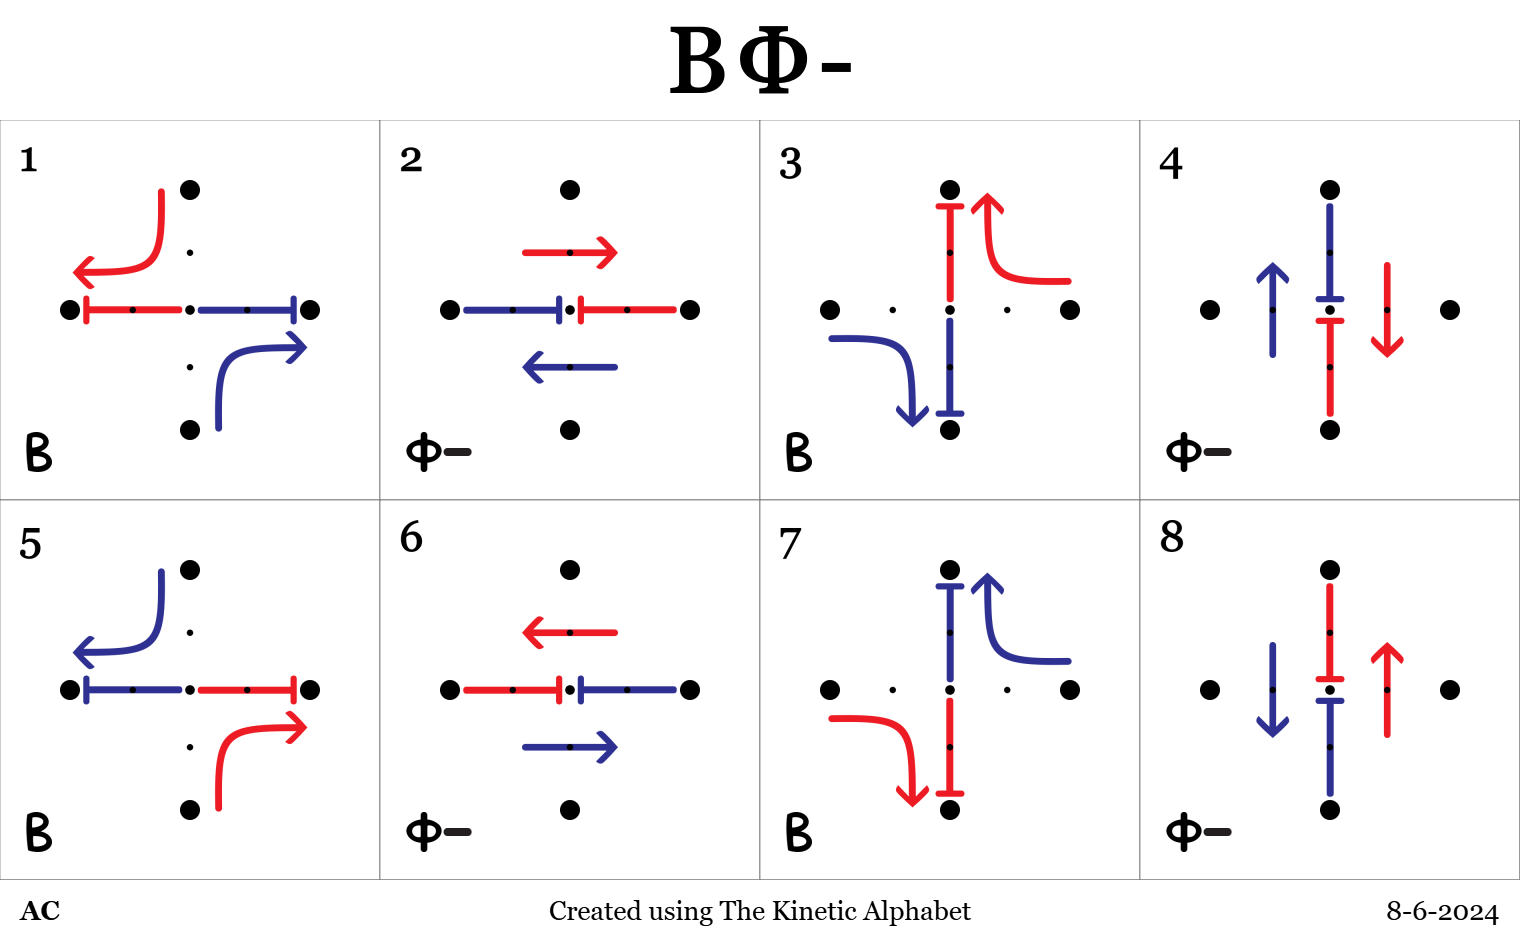 BΦ-
1
2
3
4
B
Φ-
B
Φ-
5
6
7
8
B
Φ-
B
Φ-
AC
Created using The Kinetic Alphabet
8-6-2024